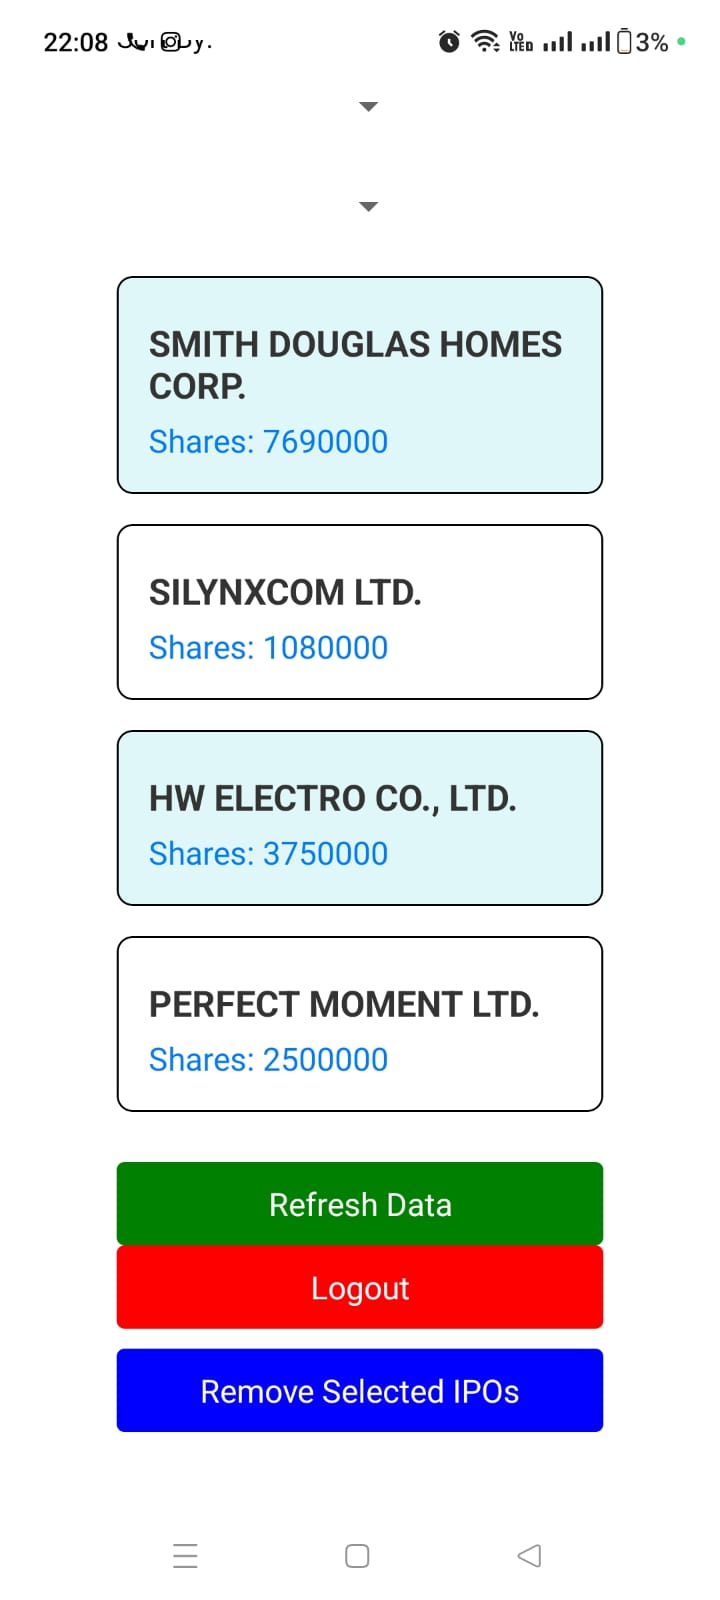 22:08
VoLTED 3%
SMITH DOUGLAS HOMES
CORP.
Shares: 7690000
SILYNXCOM LTD.
Shares: 1080000
HW ELECTRO CO., LTD.
Shares: 3750000
PERFECT MOMENT LTD.
Shares: 2500000
Refresh Data
Logout
Remove Selected IPOs